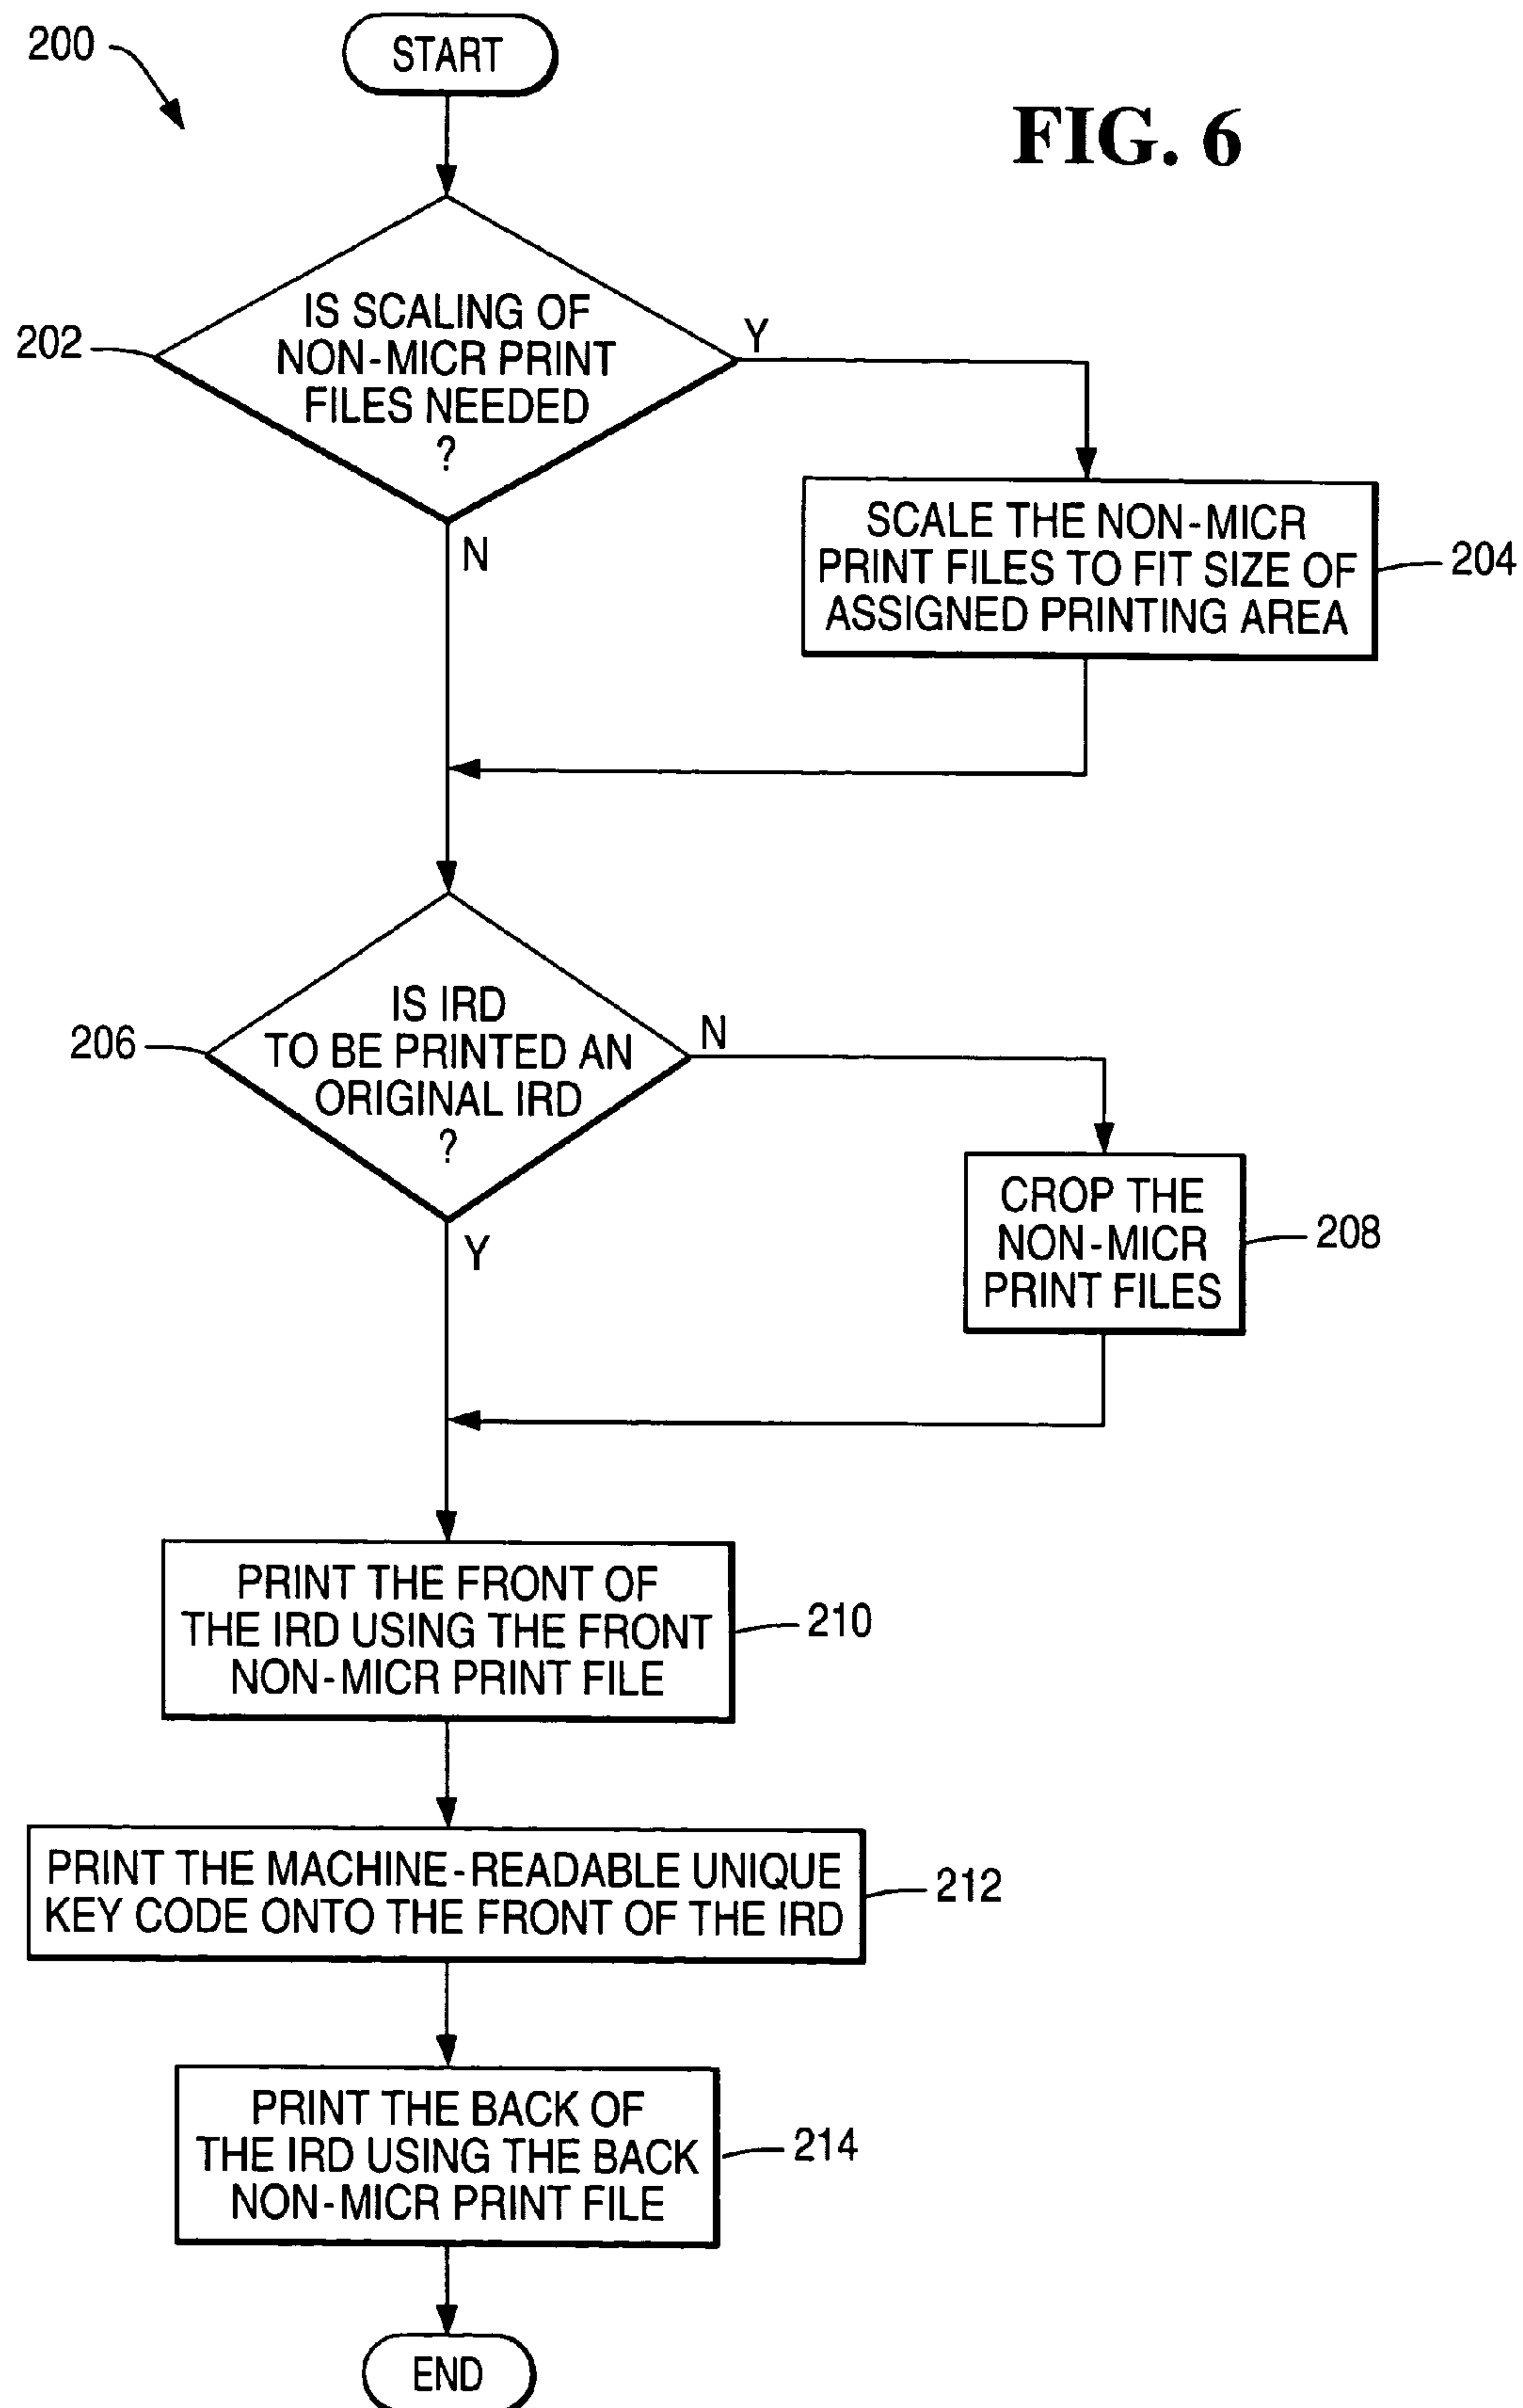 200
START
FIG. 6
202
IS SCALING OF
NON-MICR PRINT
FILES NEEDED
?
Y
N
SCALE THE NON-MICR
PRINT FILES TO FIT SIZE OF
ASSIGNED PRINTING AREA
204
206
IS IRD
TO BE PRINTED AN
ORIGINAL IRD
?
N
Y
CROP THE
NON-MICR
PRINT FILES
208
PRINT THE FRONT OF
THE IRD USING THE FRONT
NON-MICR PRINT FILE
210
PRINT THE MACHINE-READABLE UNIQUE
KEY CODE ONTO THE FRONT OF THE IRD
212
PRINT THE BACK OF
THE IRD USING THE BACK
NON-MICR PRINT FILE
214
END